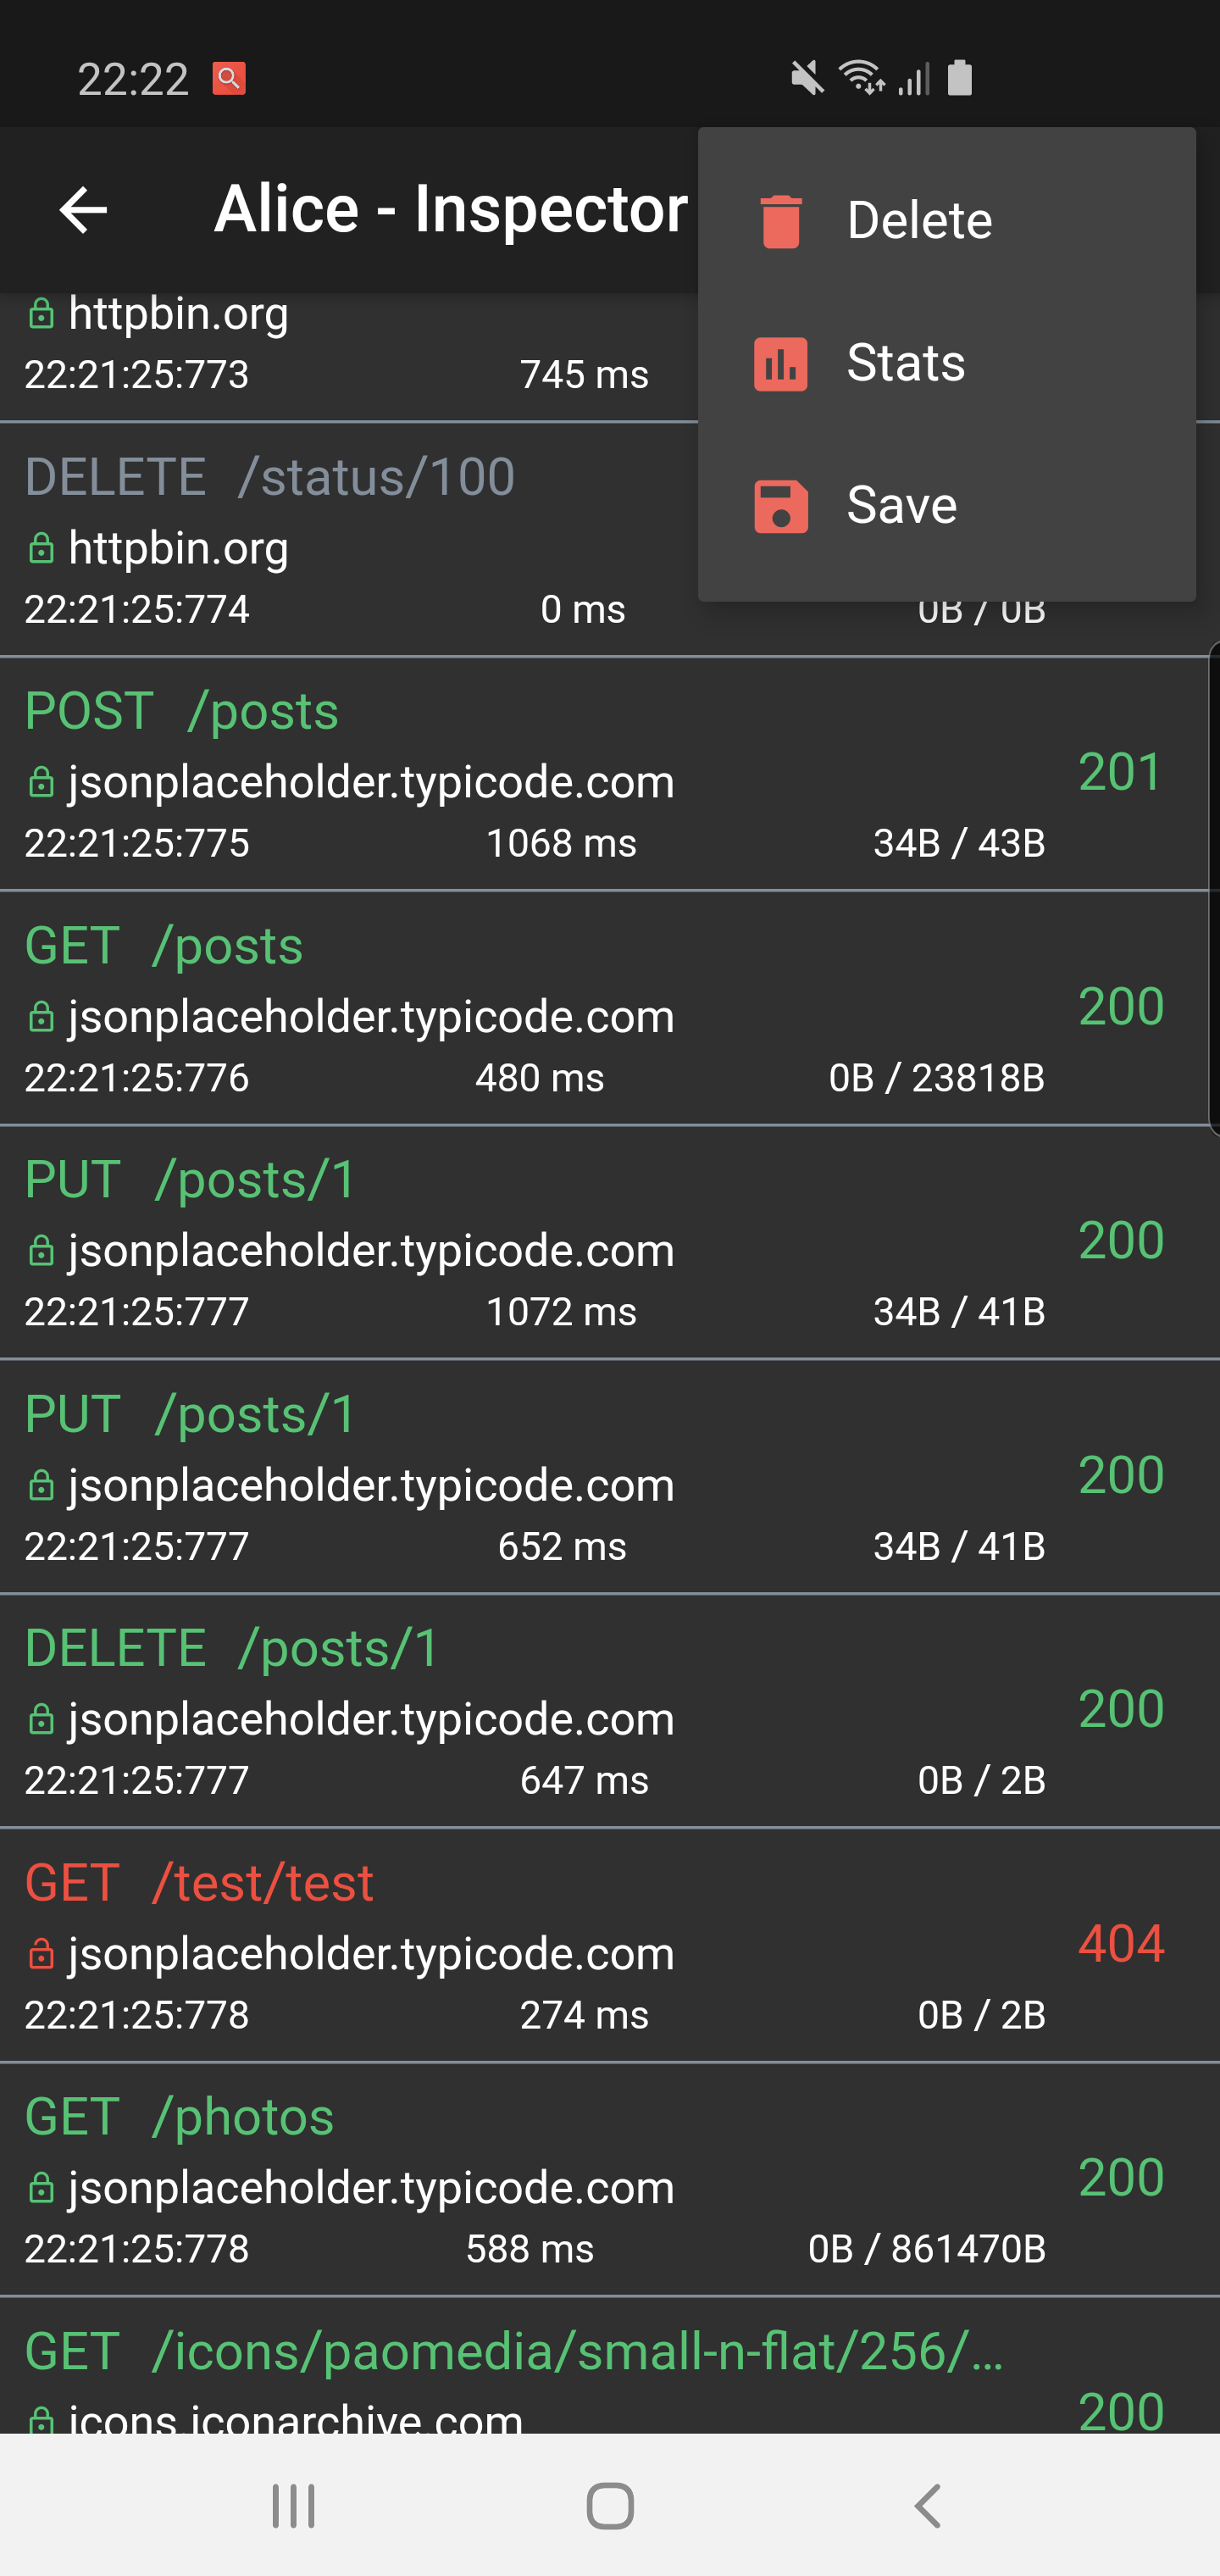 22:22
Alice - Inspector
Delete
Stats
Save
httpbin.org
22:21:25:773 745 ms
DELETE /status/100
httpbin.org
22:21:25:774 0 ms 0B / 0B
POST /posts
jsonplaceholder.typicode.com 201
22:21:25:775 1068 ms 34B / 43B
GET /posts
jsonplaceholder.typicode.com 200
22:21:25:776 480 ms 0B / 23818B
PUT /posts/1
jsonplaceholder.typicode.com 200
22:21:25:777 1072 ms 34B / 41B
PUT /posts/1
jsonplaceholder.typicode.com 200
22:21:25:777 652 ms 34B / 41B
DELETE /posts/1
jsonplaceholder.typicode.com 200
22:21:25:777 647 ms 0B / 2B
GET /test/test
jsonplaceholder.typicode.com 404
22:21:25:778 274 ms 0B / 2B
GET /photos
jsonplaceholder.typicode.com 200
22:21:25:778 588 ms 0B / 861470B
GET /icons/paomedia/small-n-flat/256/...
icons.iconarchive.com 200